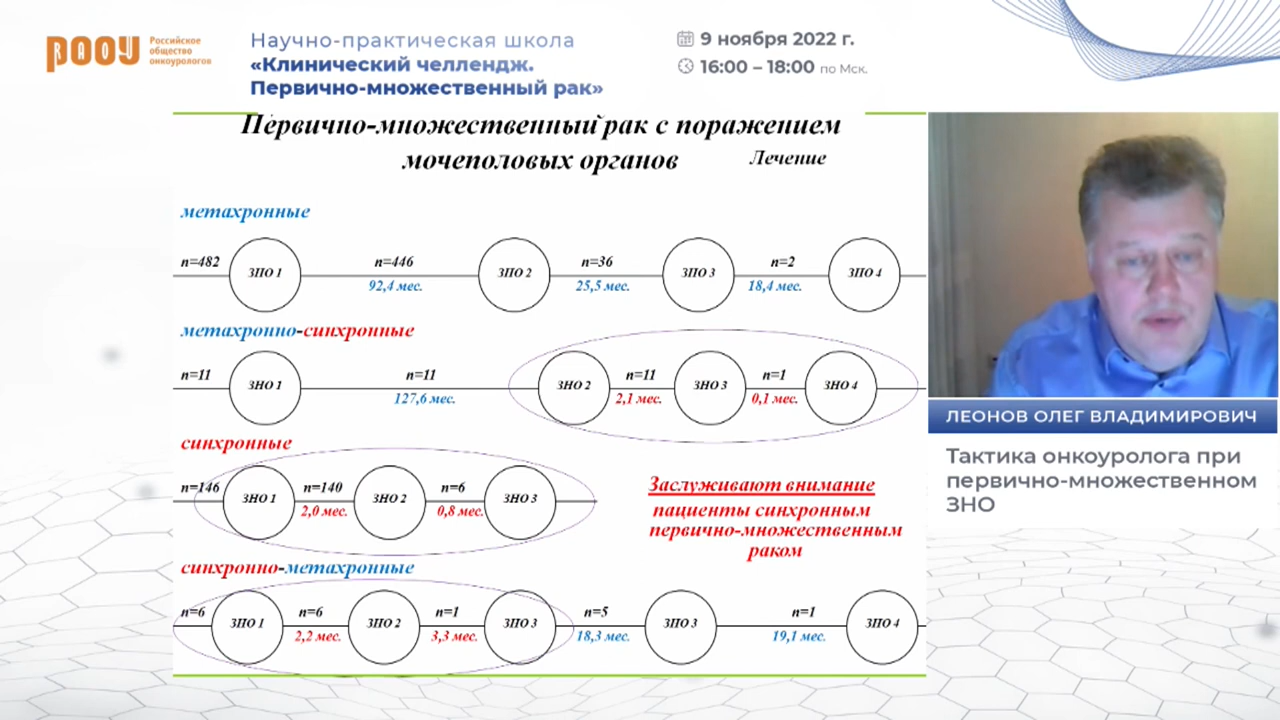 РАОУ
Российское
общество
онкоурологов
Научно-практическая школа
«Клинический челлендж.
Первично-множественный рак»
9 ноября 2022 г.
16:00 – 18:00 по Мск.
Первично-множественный рак с поражением
мочеполовых органов
Лечение
метахронные
n=482 ЗНО 1 n=446 ЗНО 2 n=36 ЗНО 3 n=2 ЗНО 4
92,4 мес. 25,5 мес. 18,4 мес.
метахронно-синхронные
n=11 ЗНО 1 n=11 ЗНО 2 n=11 ЗНО 3 n=1 ЗНО 4
127,6 мес. 2,1 мес. 0,1 мес.
синхронные
n=146 ЗНО 1 n=140 ЗНО 2 n=6 ЗНО 3
2,0 мес. 0,8 мес.
Заслуживают внимание
пациенты синхронным
первично-множественным
раком
синхронно-метахронные
n=6 ЗНО 1 n=6 ЗНО 2 n=1 ЗНО 3 n=5 ЗНО 3 n=1 ЗНО 4
2,2 мес. 3,3 мес. 18,3 мес. 19,1 мес.
ЛЕОНОВ ОЛЕГ ВЛАДИМИРОВИЧ
Тактика онкоуролога при
первично-множественном
ЗНО